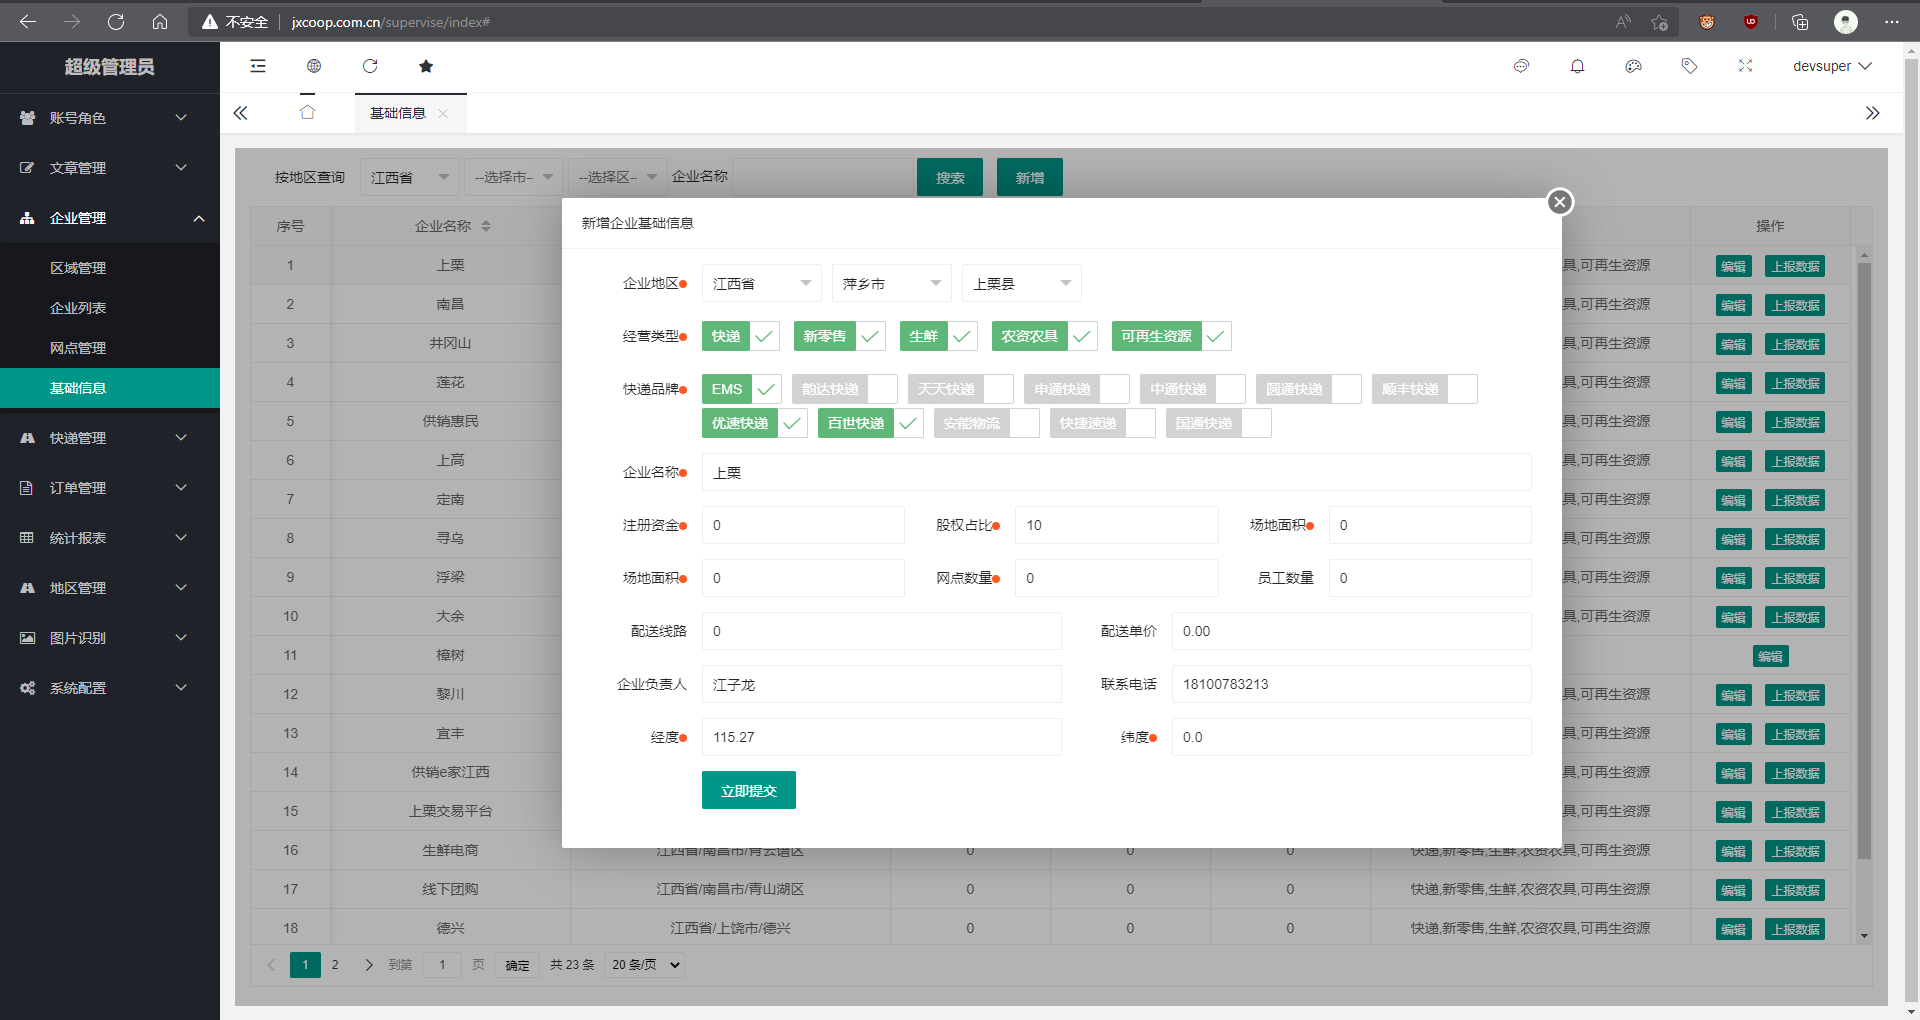 不安全 jxcoop.com.cn/supervise/index#
超级管理员
devsuper
账号角色
文章管理
企业管理
区域管理
企业列表
网点管理
基础信息
快递管理
订单管理
统计报表
地区管理
图片识别
系统配置
基础信息
按地区查询 江西省 --选择市- --选择区- 企业名称 搜索 新增
序号 企业名称 操作
1 上栗 具,可再生资源 编辑 上报数据
2 南昌 具,可再生资源 编辑 上报数据
3 井冈山 具,可再生资源 编辑 上报数据
4 莲花 具,可再生资源 编辑 上报数据
5 供销惠民 具,可再生资源 编辑 上报数据
6 上高 具,可再生资源 编辑 上报数据
7 定南 具,可再生资源 编辑 上报数据
8 寻乌 具,可再生资源 编辑 上报数据
9 浮梁 具,可再生资源 编辑 上报数据
10 大余 具,可再生资源 编辑 上报数据
11 樟树 编辑
12 黎川 具,可再生资源 编辑 上报数据
13 宜丰 具,可再生资源 编辑 上报数据
14 供销e家江西 具,可再生资源 编辑 上报数据
15 上栗交易平台 具,可再生资源 编辑 上报数据
16 生鲜电商 江西省/南昌市/青云谱区 0 0 0 快递,新零售,生鲜,农资农具,可再生资源 编辑 上报数据
17 线下团购 江西省/南昌市/青山湖区 0 0 0 快递,新零售,生鲜,农资农具,可再生资源 编辑 上报数据
18 德兴 江西省/上饶市/德兴 0 0 0 快递,新零售,生鲜,农资农具,可再生资源 编辑 上报数据
1 2 到第 1 页 确定 共 23 条 20 条/页
新增企业基础信息
企业地区 江西省 萍乡市 上栗县
经营类型 快递 新零售 生鲜 农资农具 可再生资源
快递品牌 EMS 韵达快递 天天快递 申通快递 中通快递 圆通快递 顺丰快递
优速快递 百世快递 安能物流 快捷速递 国通快递
企业名称 上栗
注册资金 0 股权占比 10 场地面积 0
场地面积 0 网点数量 0 员工数量 0
配送线路 0 配送单价 0.00
企业负责人 江子龙 联系电话 18100783213
经度 115.27 纬度 0.0
立即提交